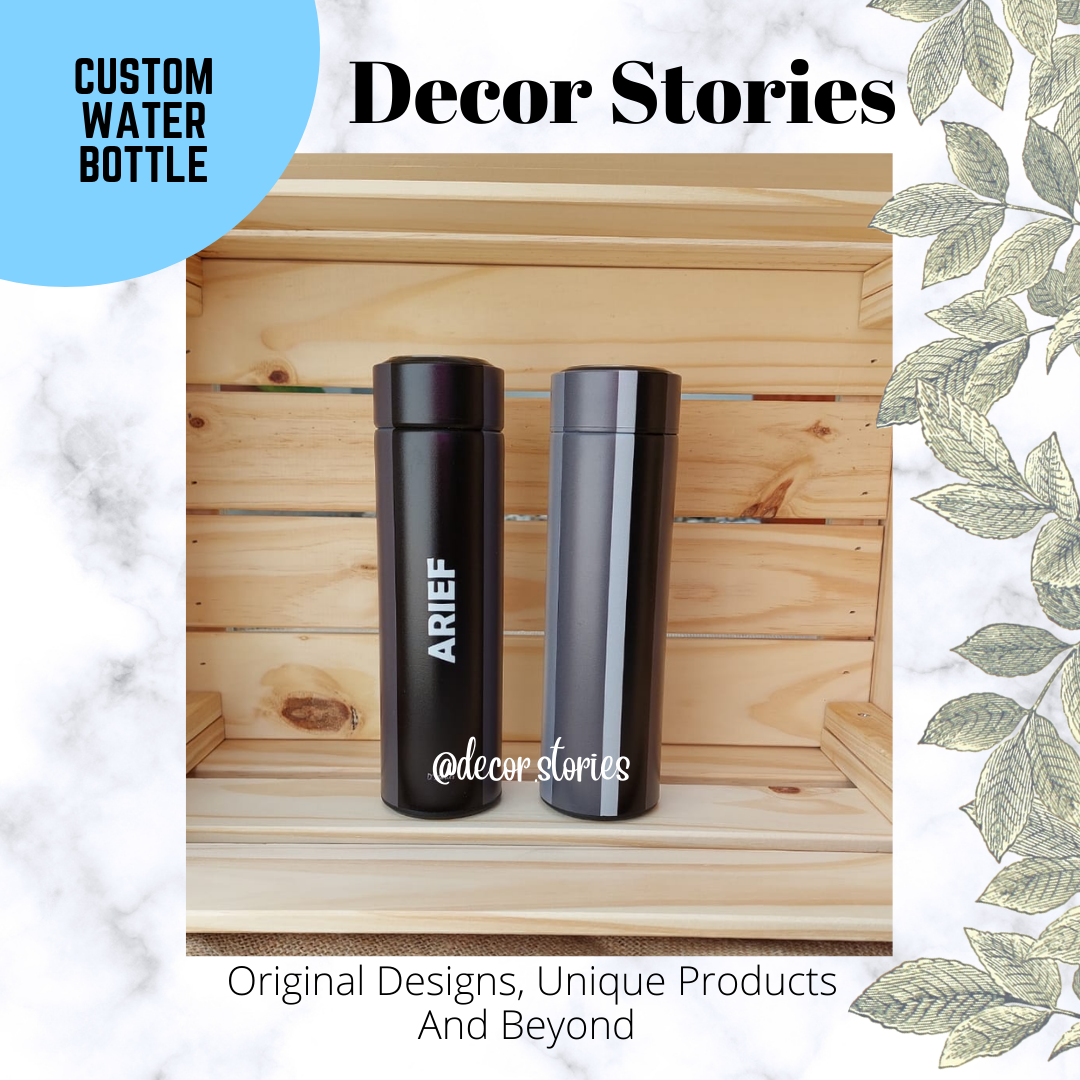 CUSTOM
WATER
BOTTLE
Decor Stories
ARIEF
@decor.stories
Original Designs, Unique Products
And Beyond